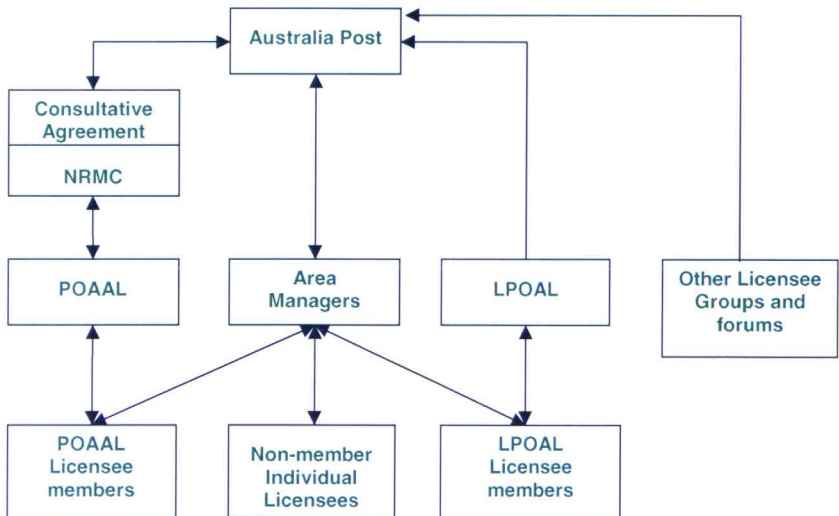 Australia Post
Consultative
Agreement
NRMC
POAAL
Area
Managers
LPOAL
Other Licensee
Groups and
forums
POAAL
Licensee
members
Non-member
Individual
Licensees
LPOAL
Licensee
members